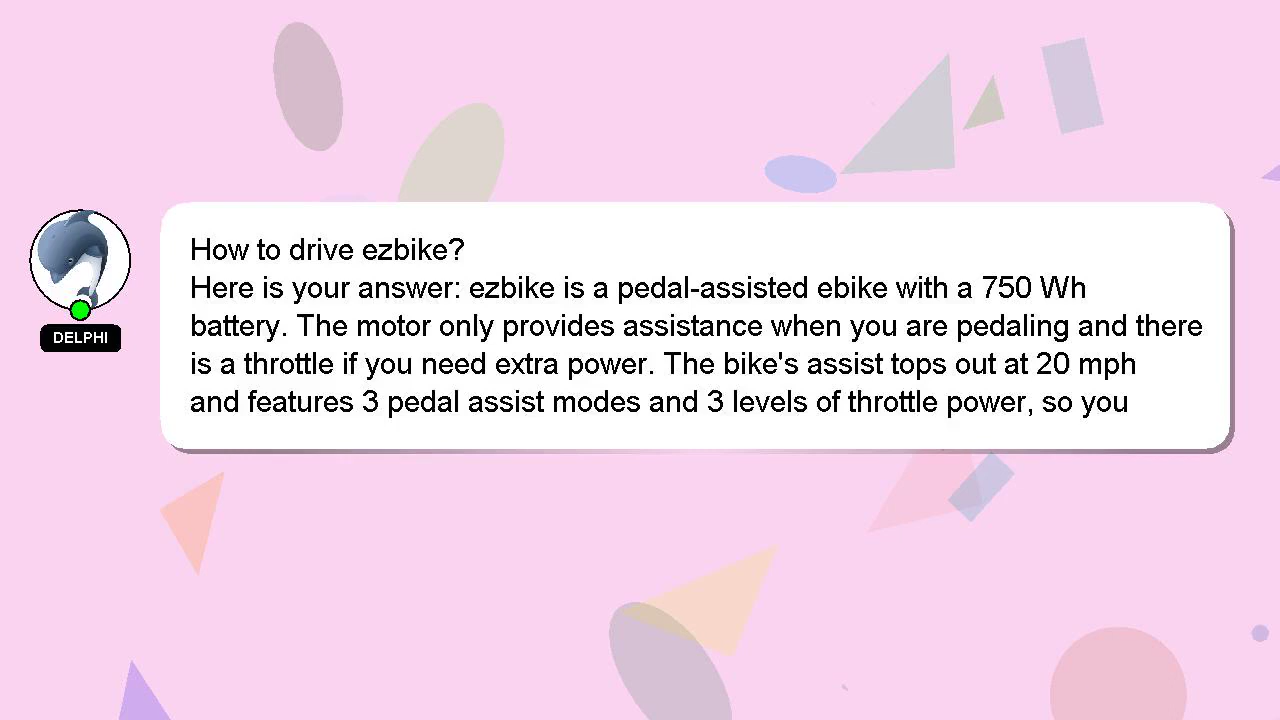 How to drive ezbike?
Here is your answer: ezbike is a pedal-assisted ebike with a 750 Wh
battery. The motor only provides assistance when you are pedaling and there
is a throttle if you need extra power. The bike's assist tops out at 20 mph
and features 3 pedal assist modes and 3 levels of throttle power, so you
DELPHI